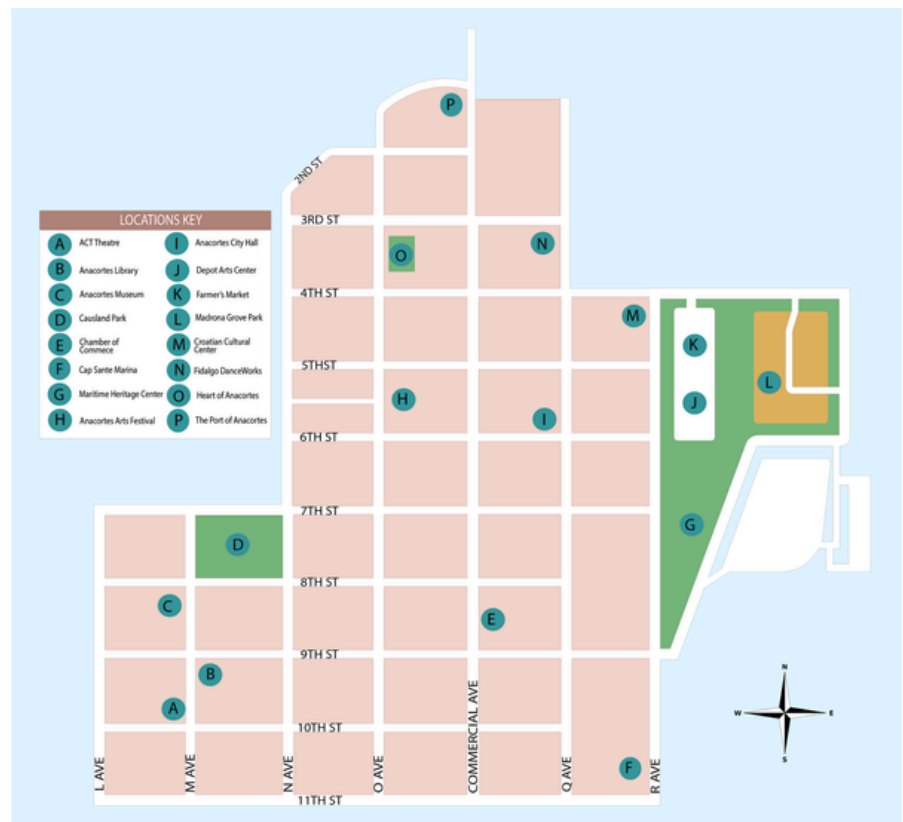 P
2ND ST
3RD ST
LOCATIONS KEY
A ACT Theatre
B Anacortes Library
C Anacortes Museum
D Causland Park
E Chamber of
Commece
F Cap Sante Marina
G Maritime Heritage Center
H Anacortes Arts Festival
I Anacortes City Hall
J Depot Arts Center
K Farmer's Market
L Madrona Grove Park
M Croatian Cultural
Center
N Fidalgo DanceWorks
O Heart of Anacortes
P The Port of Anacortes
O
N
4TH ST
M
K
5THST
L
H
J
I
6TH ST
7TH ST
G
D
8TH ST
C
E
9TH ST
B
A
10TH ST
F
L AVE
M AVE
N AVE
O AVE
COMMERCIAL AVE
Q AVE
R AVE
11TH ST
N
W
E
S